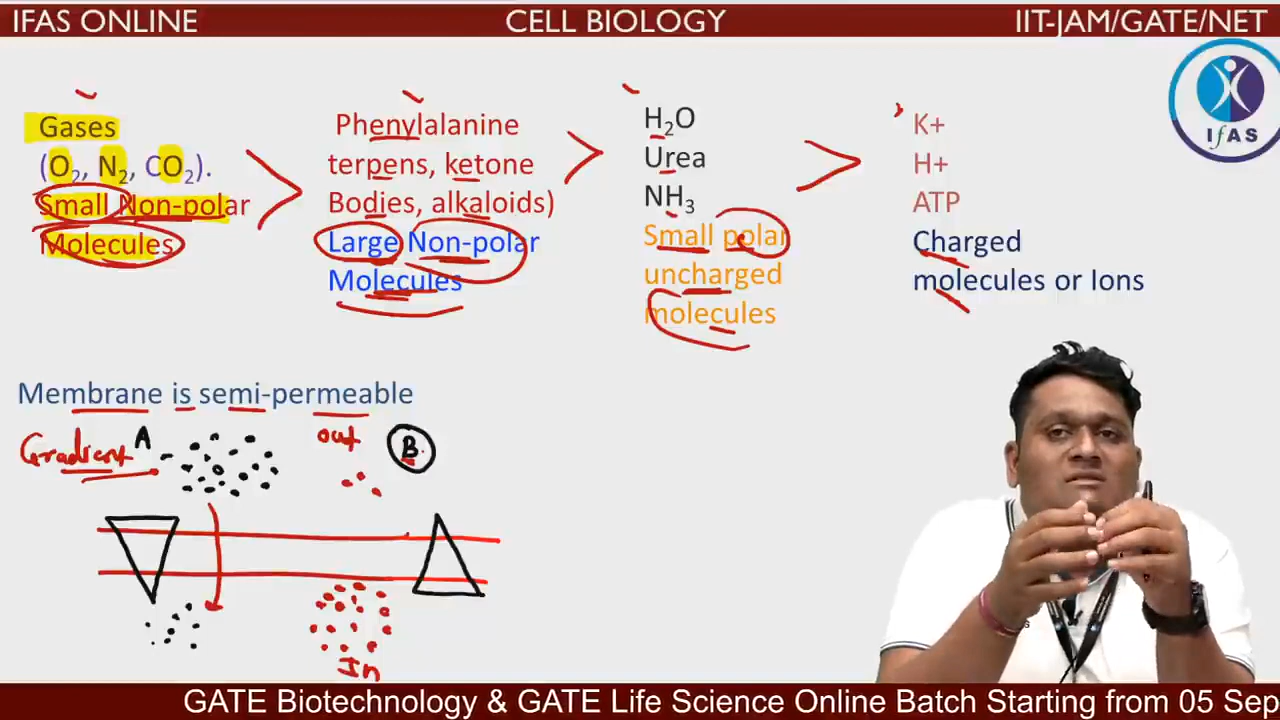 IFAS ONLINE CELL BIOLOGY IIT-JAM/GATE/NET
IfAS
Gases
(O₂, N₂, CO₂).
Small Non-polar
Molecules
Phenylalanine
terpens, ketone
Bodies, alkaloids)
Large Non-polar
Molecules
H₂O
Urea
NH₃
Small polar
uncharged
molecules
K+
H+
ATP
Charged
molecules or Ions
Membrane is semi-permeable
Gradient A out B
In
GATE Biotechnology & GATE Life Science Online Batch Starting from 05 Sep